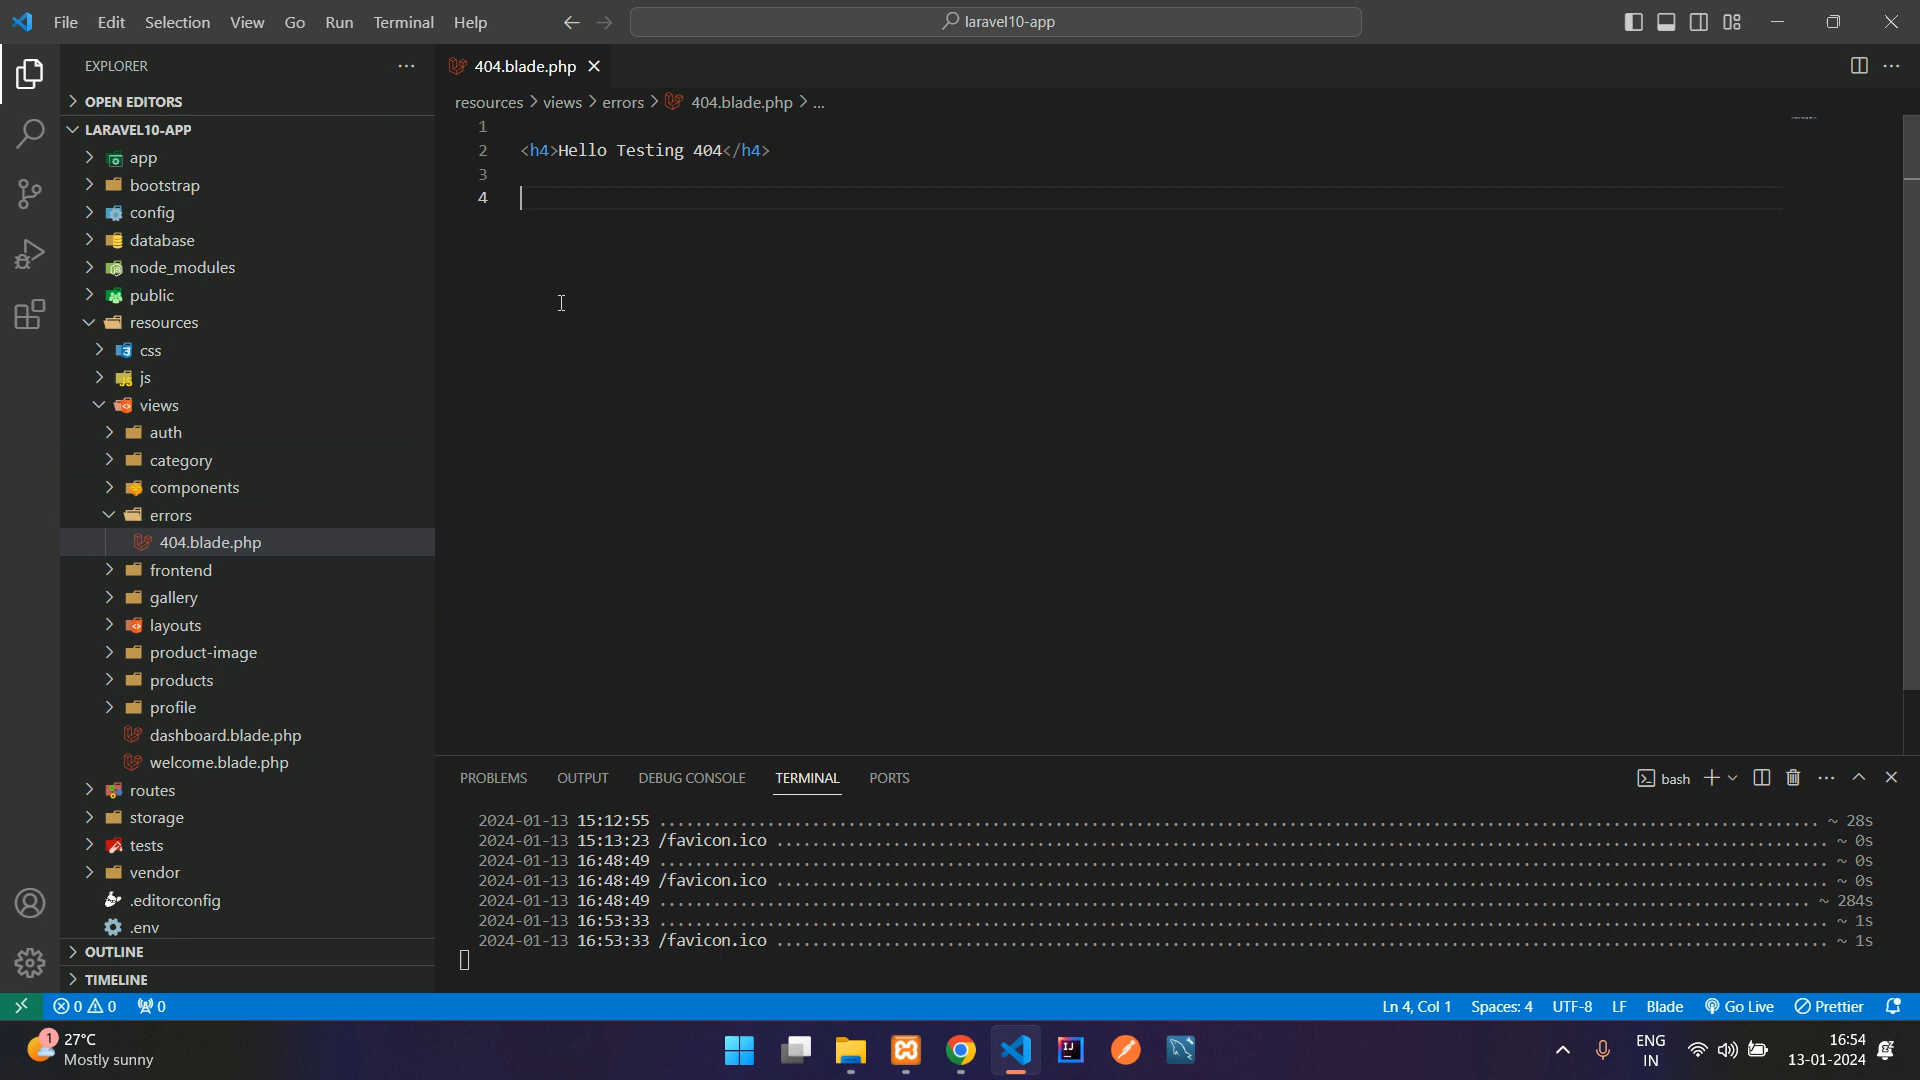 File Edit Selection View Go Run Terminal Help
laravel10-app
EXPLORER
404.blade.php
OPEN EDITORS
resources > views > errors > 404.blade.php > ...
LARAVEL10-APP
app
bootstrap
config
database
node_modules
public
resources
css
js
views
auth
category
components
errors
404.blade.php
frontend
gallery
layouts
product-image
products
profile
dashboard.blade.php
welcome.blade.php
routes
storage
tests
vendor
.editorconfig
.env
OUTLINE
TIMELINE
1
2 <h4>Hello Testing 404</h4>
3
4
PROBLEMS OUTPUT DEBUG CONSOLE TERMINAL PORTS
bash
2024-01-13 15:12:55 ........ ~ 28s
2024-01-13 15:13:23 /favicon.ico ........ ~ 0s
2024-01-13 16:48:49 ........ ~ 0s
2024-01-13 16:48:49 /favicon.ico ........ ~ 0s
2024-01-13 16:48:49 ........ ~ 284s
2024-01-13 16:53:33 ........ ~ 1s
2024-01-13 16:53:33 /favicon.ico ........ ~ 1s
0 0 0
Ln 4, Col 1 Spaces: 4 UTF-8 LF Blade Go Live Prettier
1
27°C
Mostly sunny
ENG
IN
16:54
13-01-2024